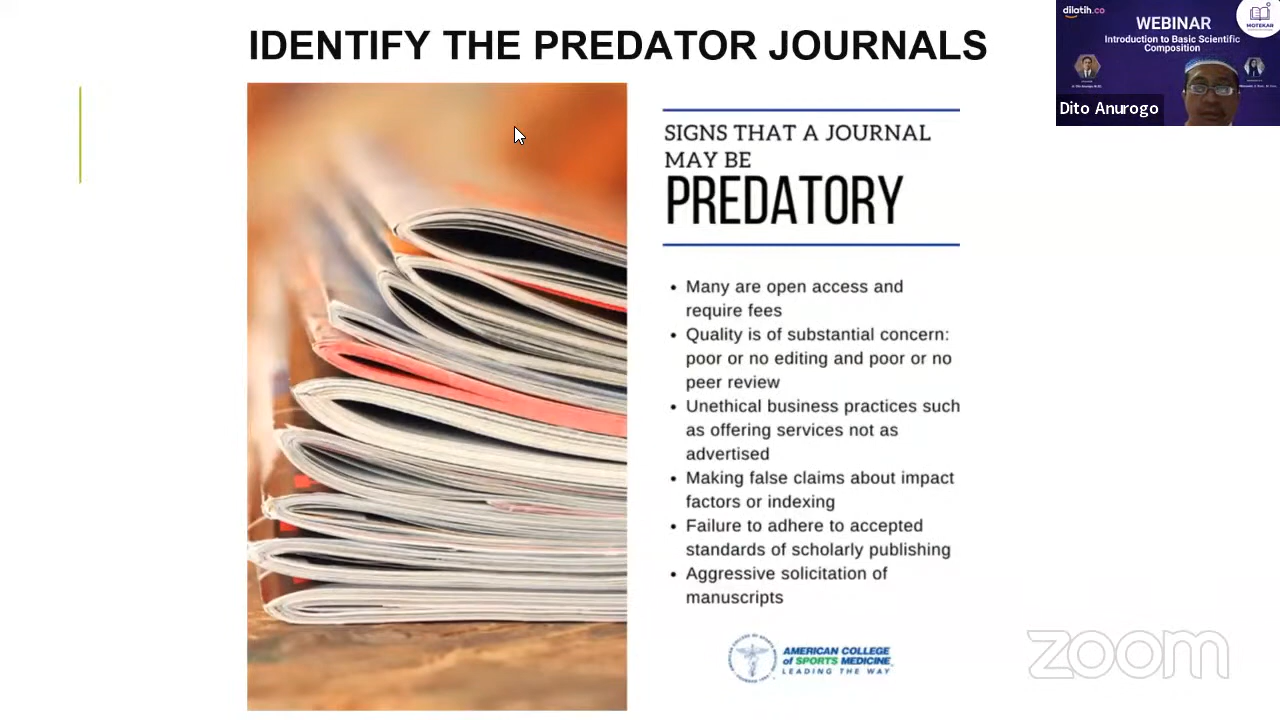 IDENTIFY THE PREDATOR JOURNALS
dilatih.co
WEBINAR
Introduction to Basic Scientific
Composition
MOTEKAR
Dito Anurogo
SIGNS THAT A JOURNAL
MAY BE
PREDATORY
• Many are open access and
require fees
• Quality is of substantial concern:
poor or no editing and poor or no
peer review
• Unethical business practices such
as offering services not as
advertised
• Making false claims about impact
factors or indexing
• Failure to adhere to accepted
standards of scholarly publishing
• Aggressive solicitation of
manuscripts
AMERICAN COLLEGE
of SPORTS MEDICINE
LEADING THE WAY
zoom